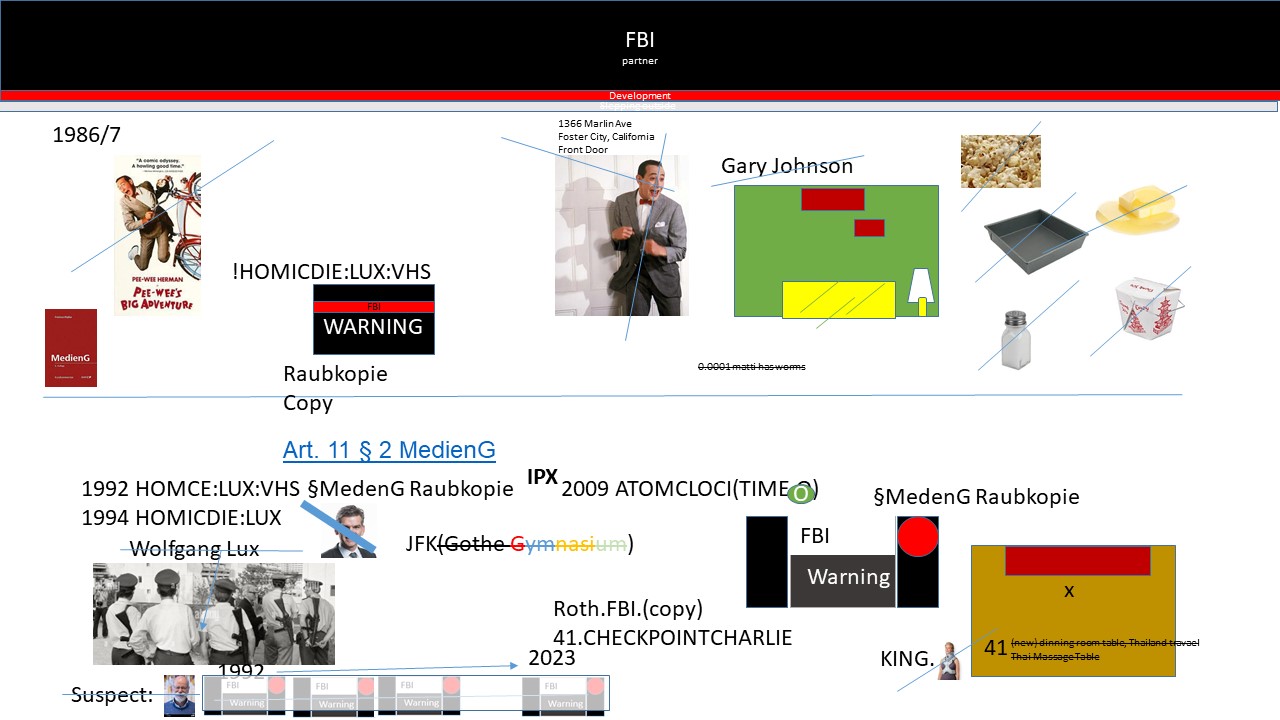 FBI
partner
Development
1986/7
1366 Marlin Ave
Foster City, California
Front Door
"A comic odyssey.
A howling good time."
Gary Johnson
PEE-WEE HERMAN
PEE-WEE'S
BIG ADVENTURE
!HOMICDIE:LUX:VHS
FBI
WARNING
MedienG
Enjoy
0.0001 matti has worms
Raubkopie
Copy
Art. 11 § 2 MedienG
IPX
1992 HOMCE:LUX:VHS §MedenG Raubkopie
2009 ATOMCLOCI(TIME O)
O
§MedenG Raubkopie
1994 HOMICDIE:LUX
Wolfgang Lux
JFK(Gothe Gymnasium)
FBI
Warning
x
Roth.FBI.(copy)
41.CHECKPOINTCHARLIE
41 (new) dinning room table, Thailand travael
Thai Massage Table
KING.
1992
2023
Suspect:
FBI
Warning
FBI
Warning
FBI
Warning
FBI
Warning